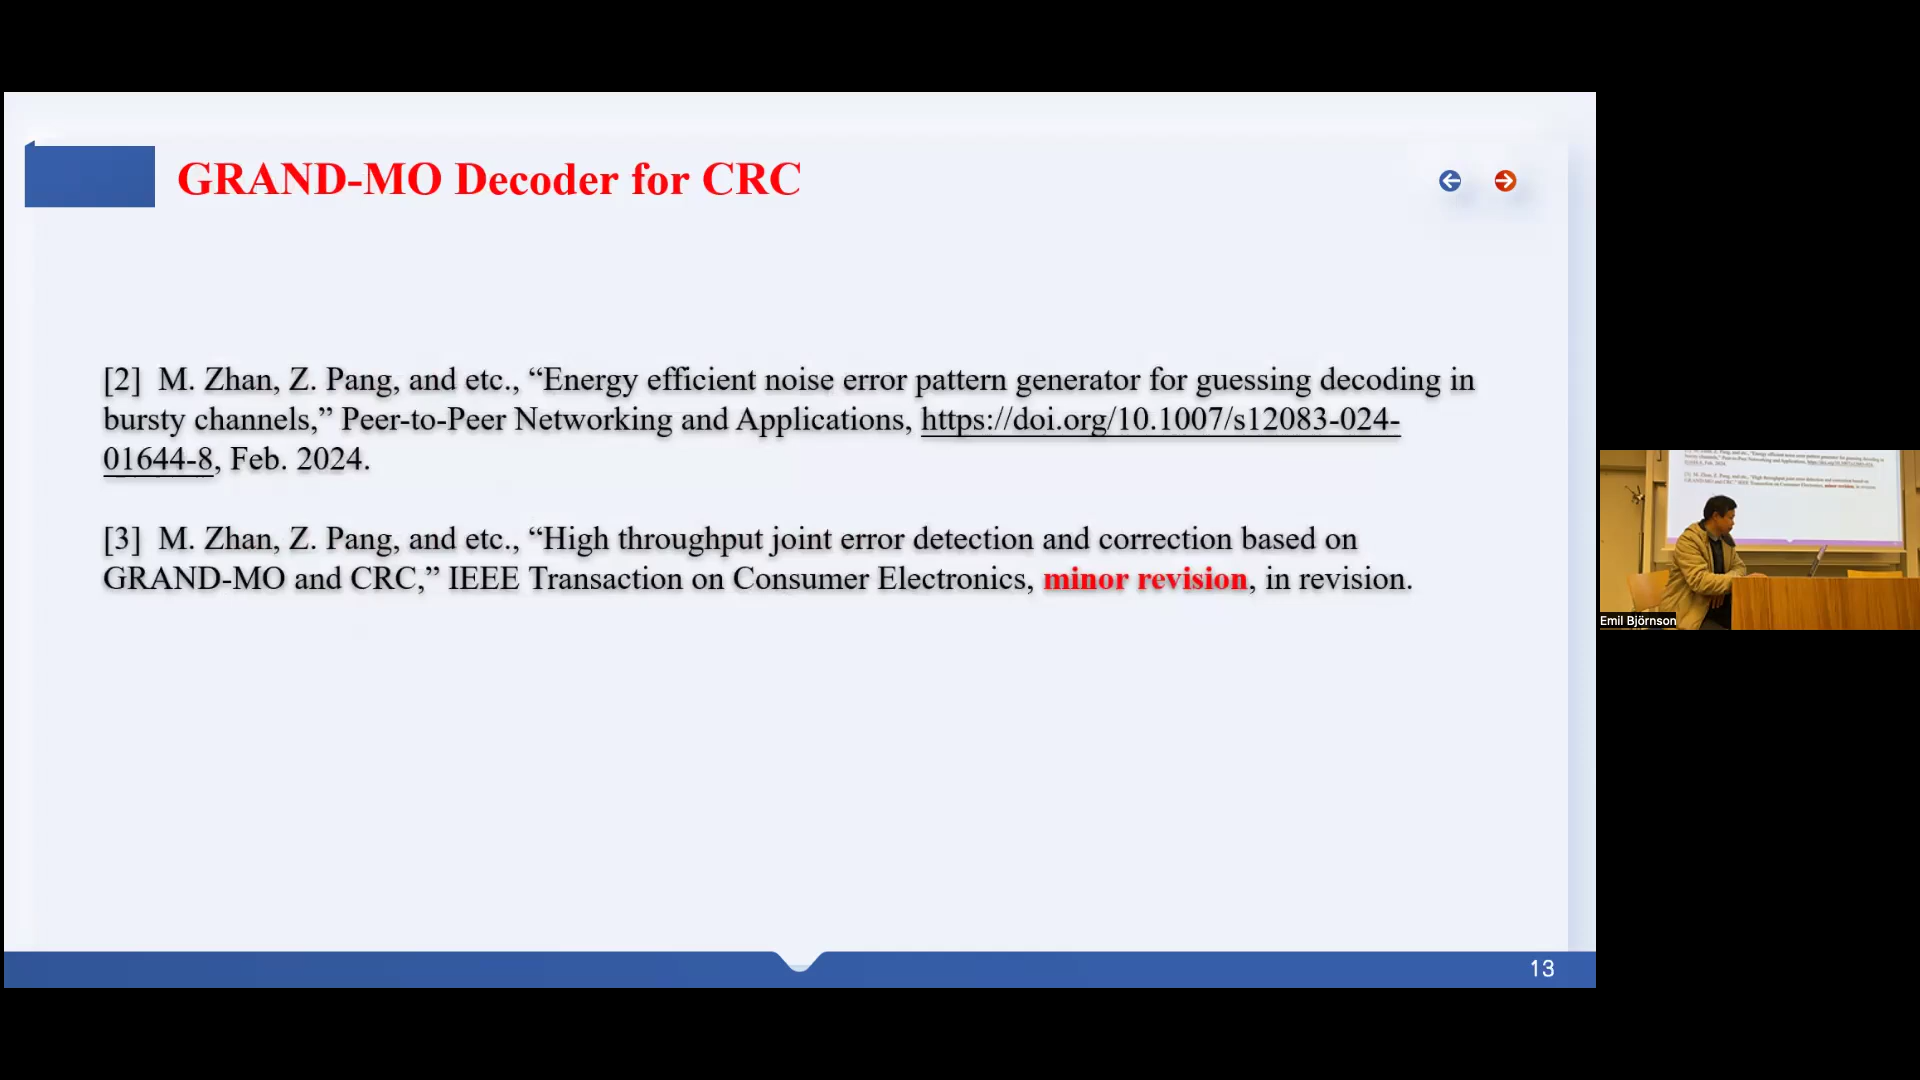 GRAND-MO Decoder for CRC
[2] M. Zhan, Z. Pang, and etc., “Energy efficient noise error pattern generator for guessing decoding in
bursty channels,” Peer-to-Peer Networking and Applications, https://doi.org/10.1007/s12083-024-
01644-8, Feb. 2024.
[3] M. Zhan, Z. Pang, and etc., “High throughput joint error detection and correction based on
GRAND-MO and CRC,” IEEE Transaction on Consumer Electronics, minor revision, in revision.
13
Emil Björnson